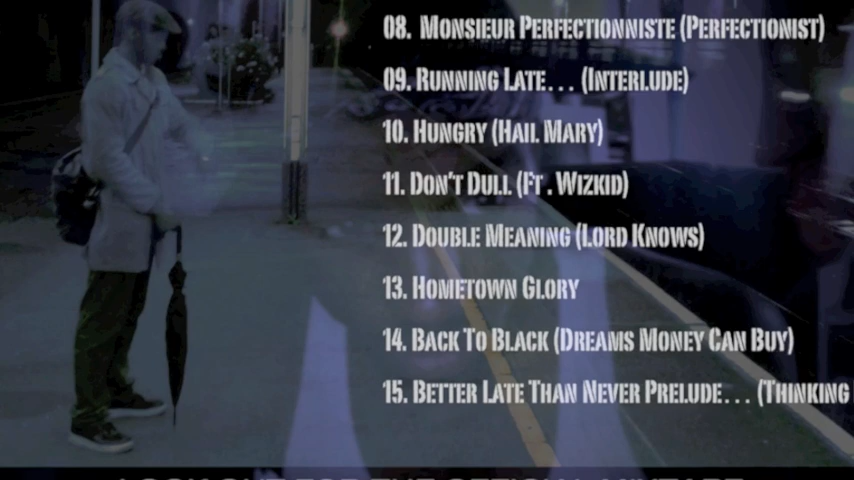 08. Monsieur Perfectionniste (Perfectionist)
09. Running Late... (Interlude)
10. Hungry (Hail Mary)
11. Don't Dull (Ft. Wizkid)
12. Double Meaning (Lord Knows)
13. Hometown Glory
14. Back To Black (Dreams Money Can Buy)
15. Better Late Than Never Prelude... (Thinking